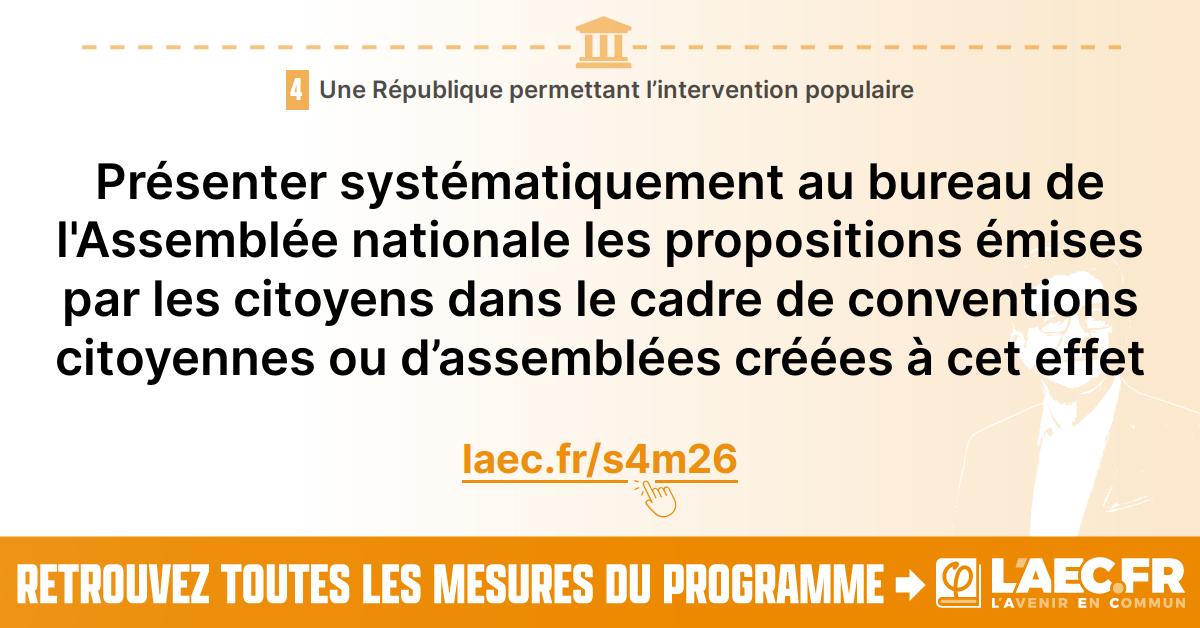 4 Une République permettant l’intervention populaire
Présenter systématiquement au bureau de
l'Assemblée nationale les propositions émises
par les citoyens dans le cadre de conventions
citoyennes ou d’assemblées créées à cet effet
laec.fr/s4m26
RETROUVEZ TOUTES LES MESURES DU PROGRAMME
φ L'AEC.FR
L'AVENIR EN COMMUN